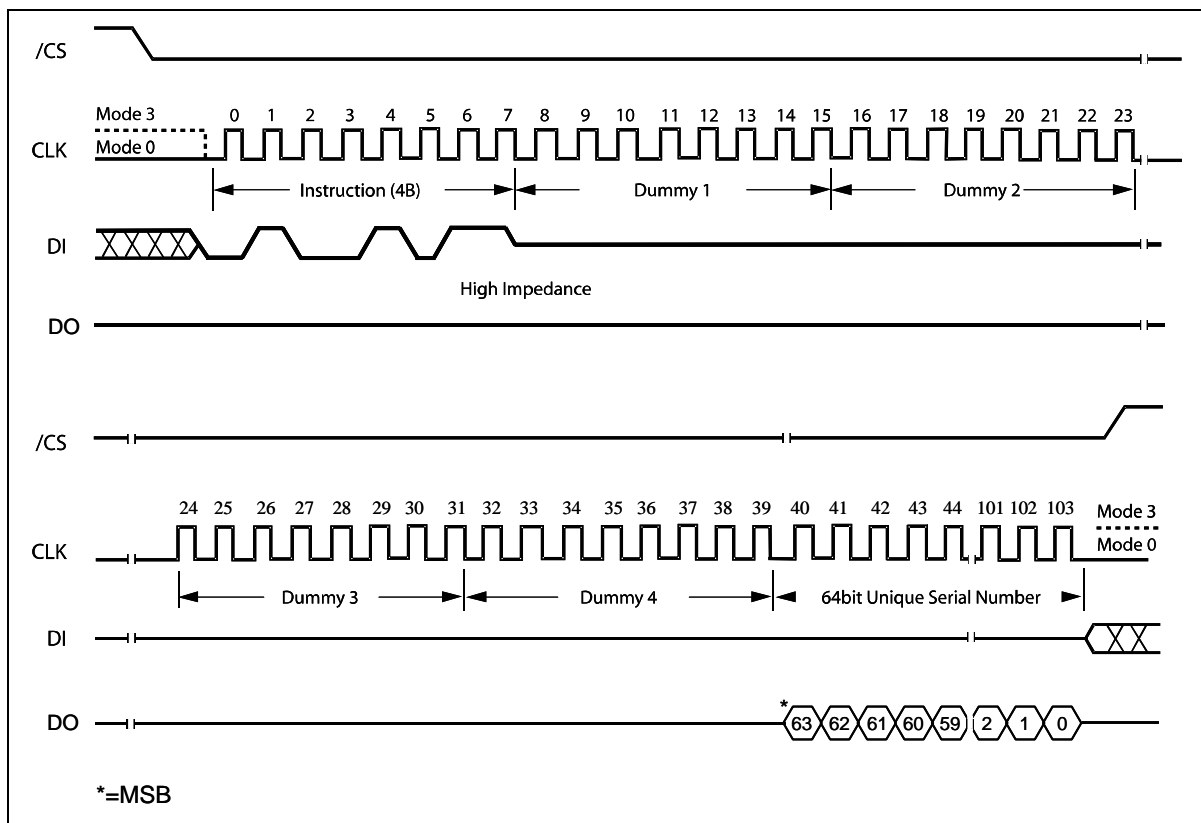 /CS
Mode 3
Mode 0
CLK
0 1 2 3 4 5 6 7 8 9 10 11 12 13 14 15 16 17 18 19 20 21 22 23
Instruction (4B) Dummy 1 Dummy 2
DI
High Impedance
DO
/CS
24 25 26 27 28 29 30 31 32 33 34 35 36 37 38 39 40 41 42 43 44 101 102 103
Mode 3
Mode 0
CLK
Dummy 3 Dummy 4 64bit Unique Serial Number
DI
DO
* 63 62 61 60 59 2 1 0
*=MSB